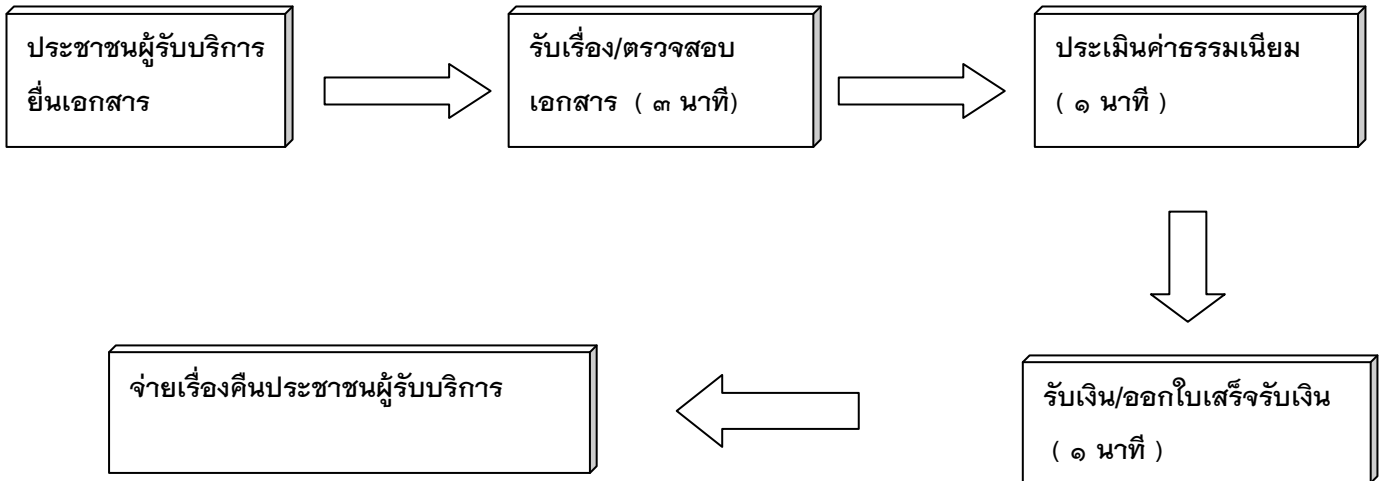 ประชาชนผู้รับบริการ
ยื่นเอกสาร
รับเรื่อง/ตรวจสอบ
เอกสาร ( ๓ นาที)
ประเมินค่าธรรมเนียม
( ๑ นาที )
รับเงิน/ออกใบเสร็จรับเงิน
( ๑ นาที )
จ่ายเรื่องคืนประชาชนผู้รับบริการ